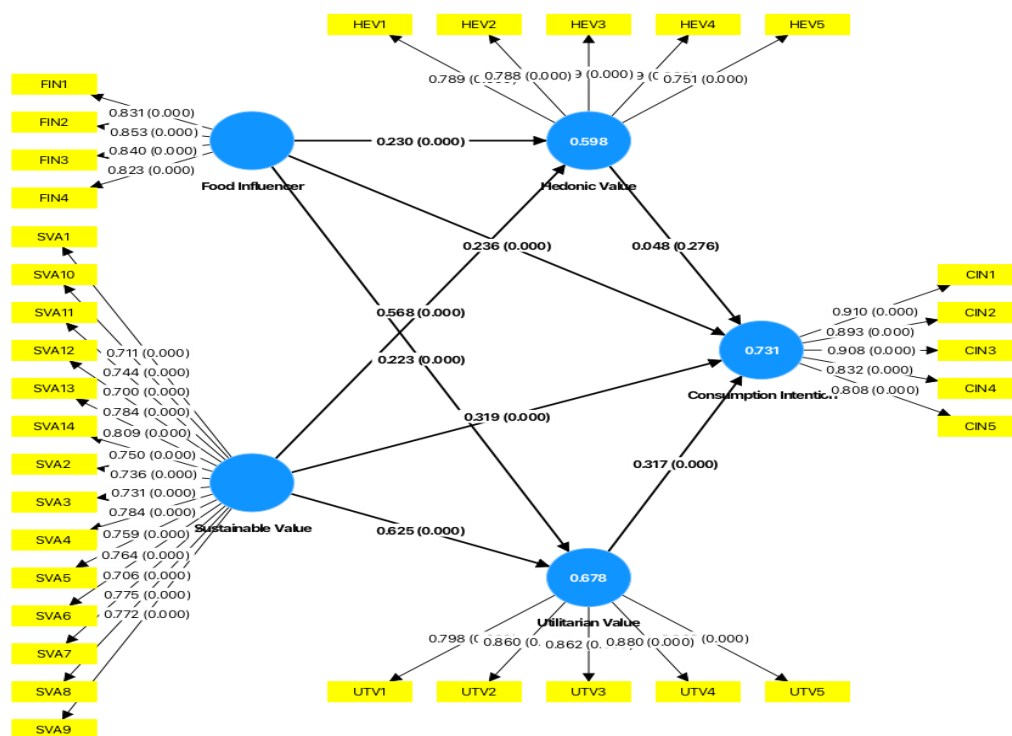 HEV1 HEV2 HEV3 HEV4 HEV5
0.788 (0.000)
0.751 (0.000)
FIN1
FIN2
FIN3
FIN4
0.831 (0.000)
0.853 (0.000)
0.840 (0.000)
0.823 (0.000)
Food Influencer
0.230 (0.000)
0.598
Hedonic Value
0.236 (0.000)
0.048 (0.276)
0.568 (0.000)
0.223 (0.000)
SVA1
SVA10
SVA11
SVA12
SVA13
SVA14
SVA2
SVA3
SVA4
SVA5
SVA6
SVA7
SVA8
SVA9
0.711 (0.000)
0.744 (0.000)
0.700 (0.000)
0.784 (0.000)
0.809 (0.000)
0.750 (0.000)
0.736 (0.000)
0.731 (0.000)
0.784 (0.000)
0.759 (0.000)
0.764 (0.000)
0.706 (0.000)
0.775 (0.000)
0.772 (0.000)
Sustainable Value
0.319 (0.000)
0.317 (0.000)
0.625 (0.000)
0.731
Consumption
CIN1
CIN2
CIN3
CIN4
CIN5
0.910 (0.000)
0.893 (0.000)
0.908 (0.000)
0.832 (0.000)
0.808 (0.000)
0.678
Utilitarian Value
0.798
0.860
0.862
0.880 (0.000)
UTV1 UTV2 UTV3 UTV4 UTV5